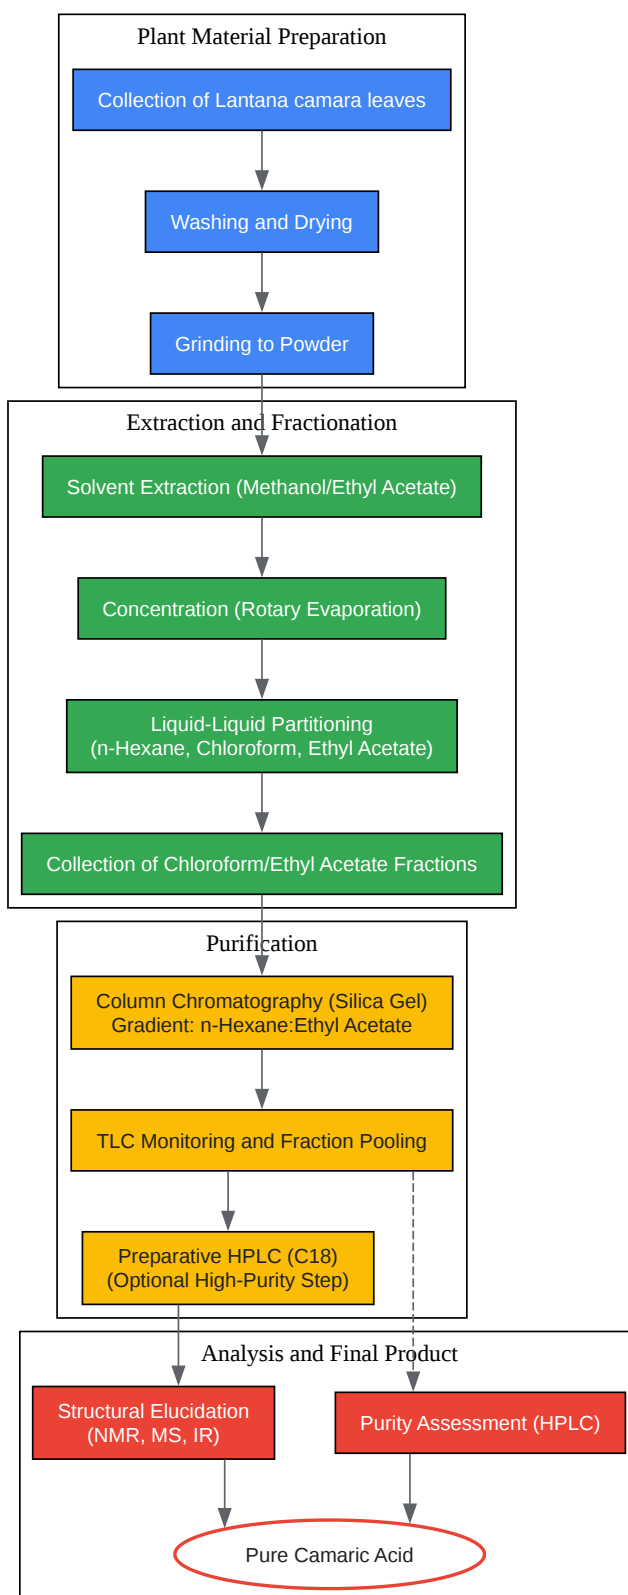 Plant Material Preparation
Collection of Lantana camara leaves
Washing and Drying
Grinding to Powder
Extraction and Fractionation
Solvent Extraction (Methanol/Ethyl Acetate)
Concentration (Rotary Evaporation)
Liquid-Liquid Partitioning
(n-Hexane, Chloroform, Ethyl Acetate)
Collection of Chloroform/Ethyl Acetate Fractions
Purification
Column Chromatography (Silica Gel)
Gradient: n-Hexane:Ethyl Acetate
TLC Monitoring and Fraction Pooling
Preparative HPLC (C18)
(Optional High-Purity Step)
Analysis and Final Product
Structural Elucidation
(NMR, MS, IR)
Purity Assessment (HPLC)
Pure Camaric Acid